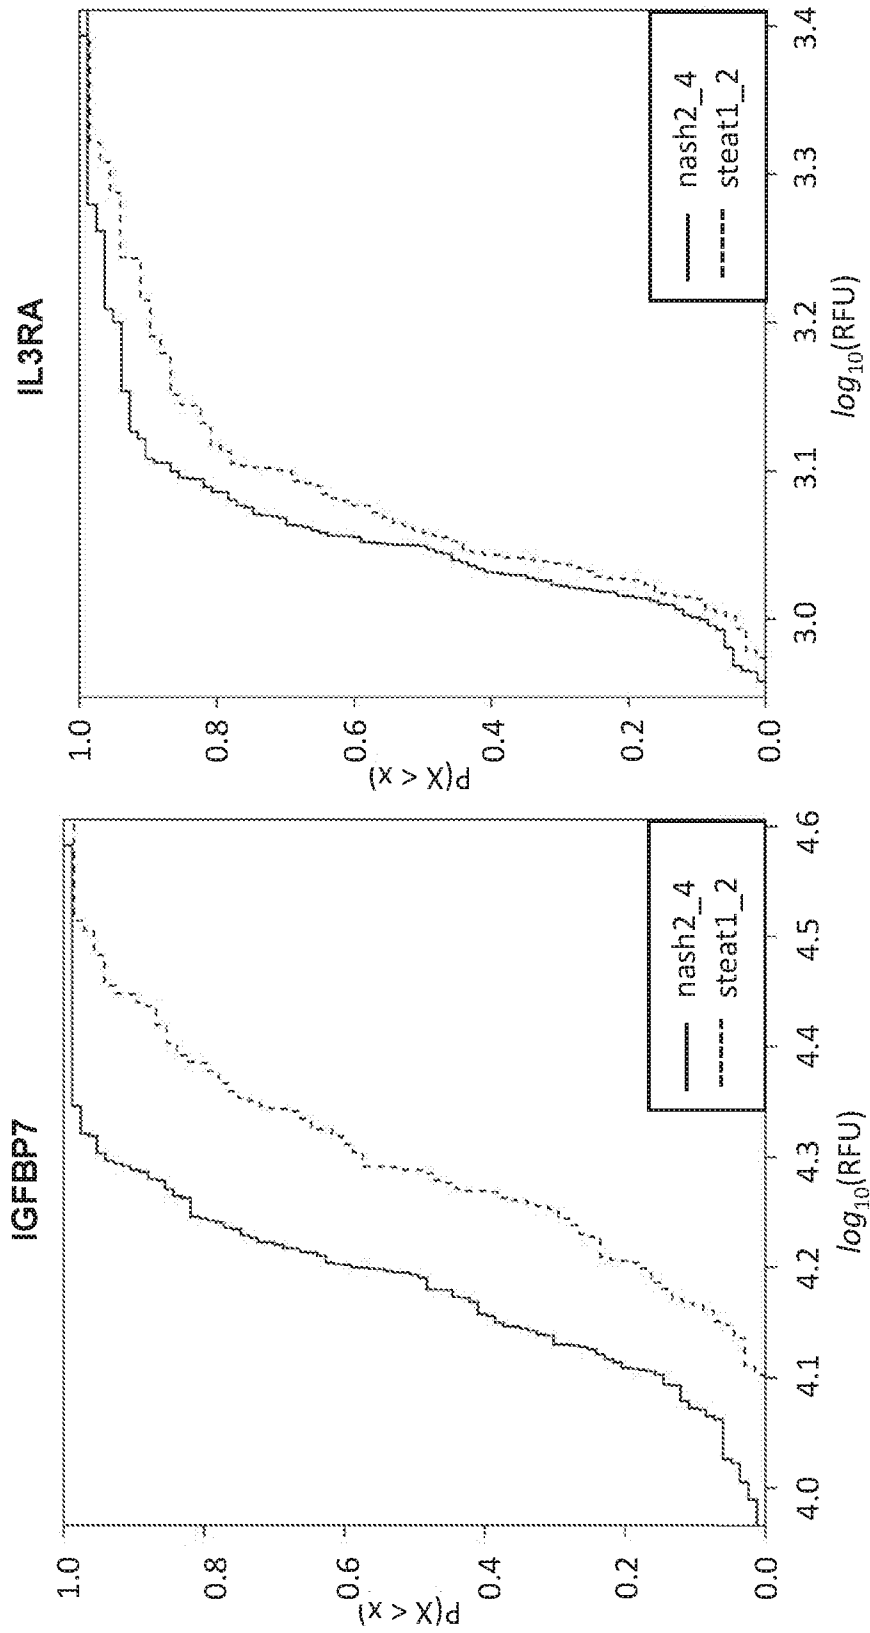 IGFBP7
P(X < x)
1.0
0.8
0.6
0.4
0.2
0.0
4.0
4.1
4.2
4.3
4.4
4.5
4.6
log10(RFU)
nash2_4
steat1_2
IL3RA
P(X < x)
1.0
0.8
0.6
0.4
0.2
0.0
3.0
3.1
3.2
3.3
3.4
log10(RFU)
nash2_4
steat1_2